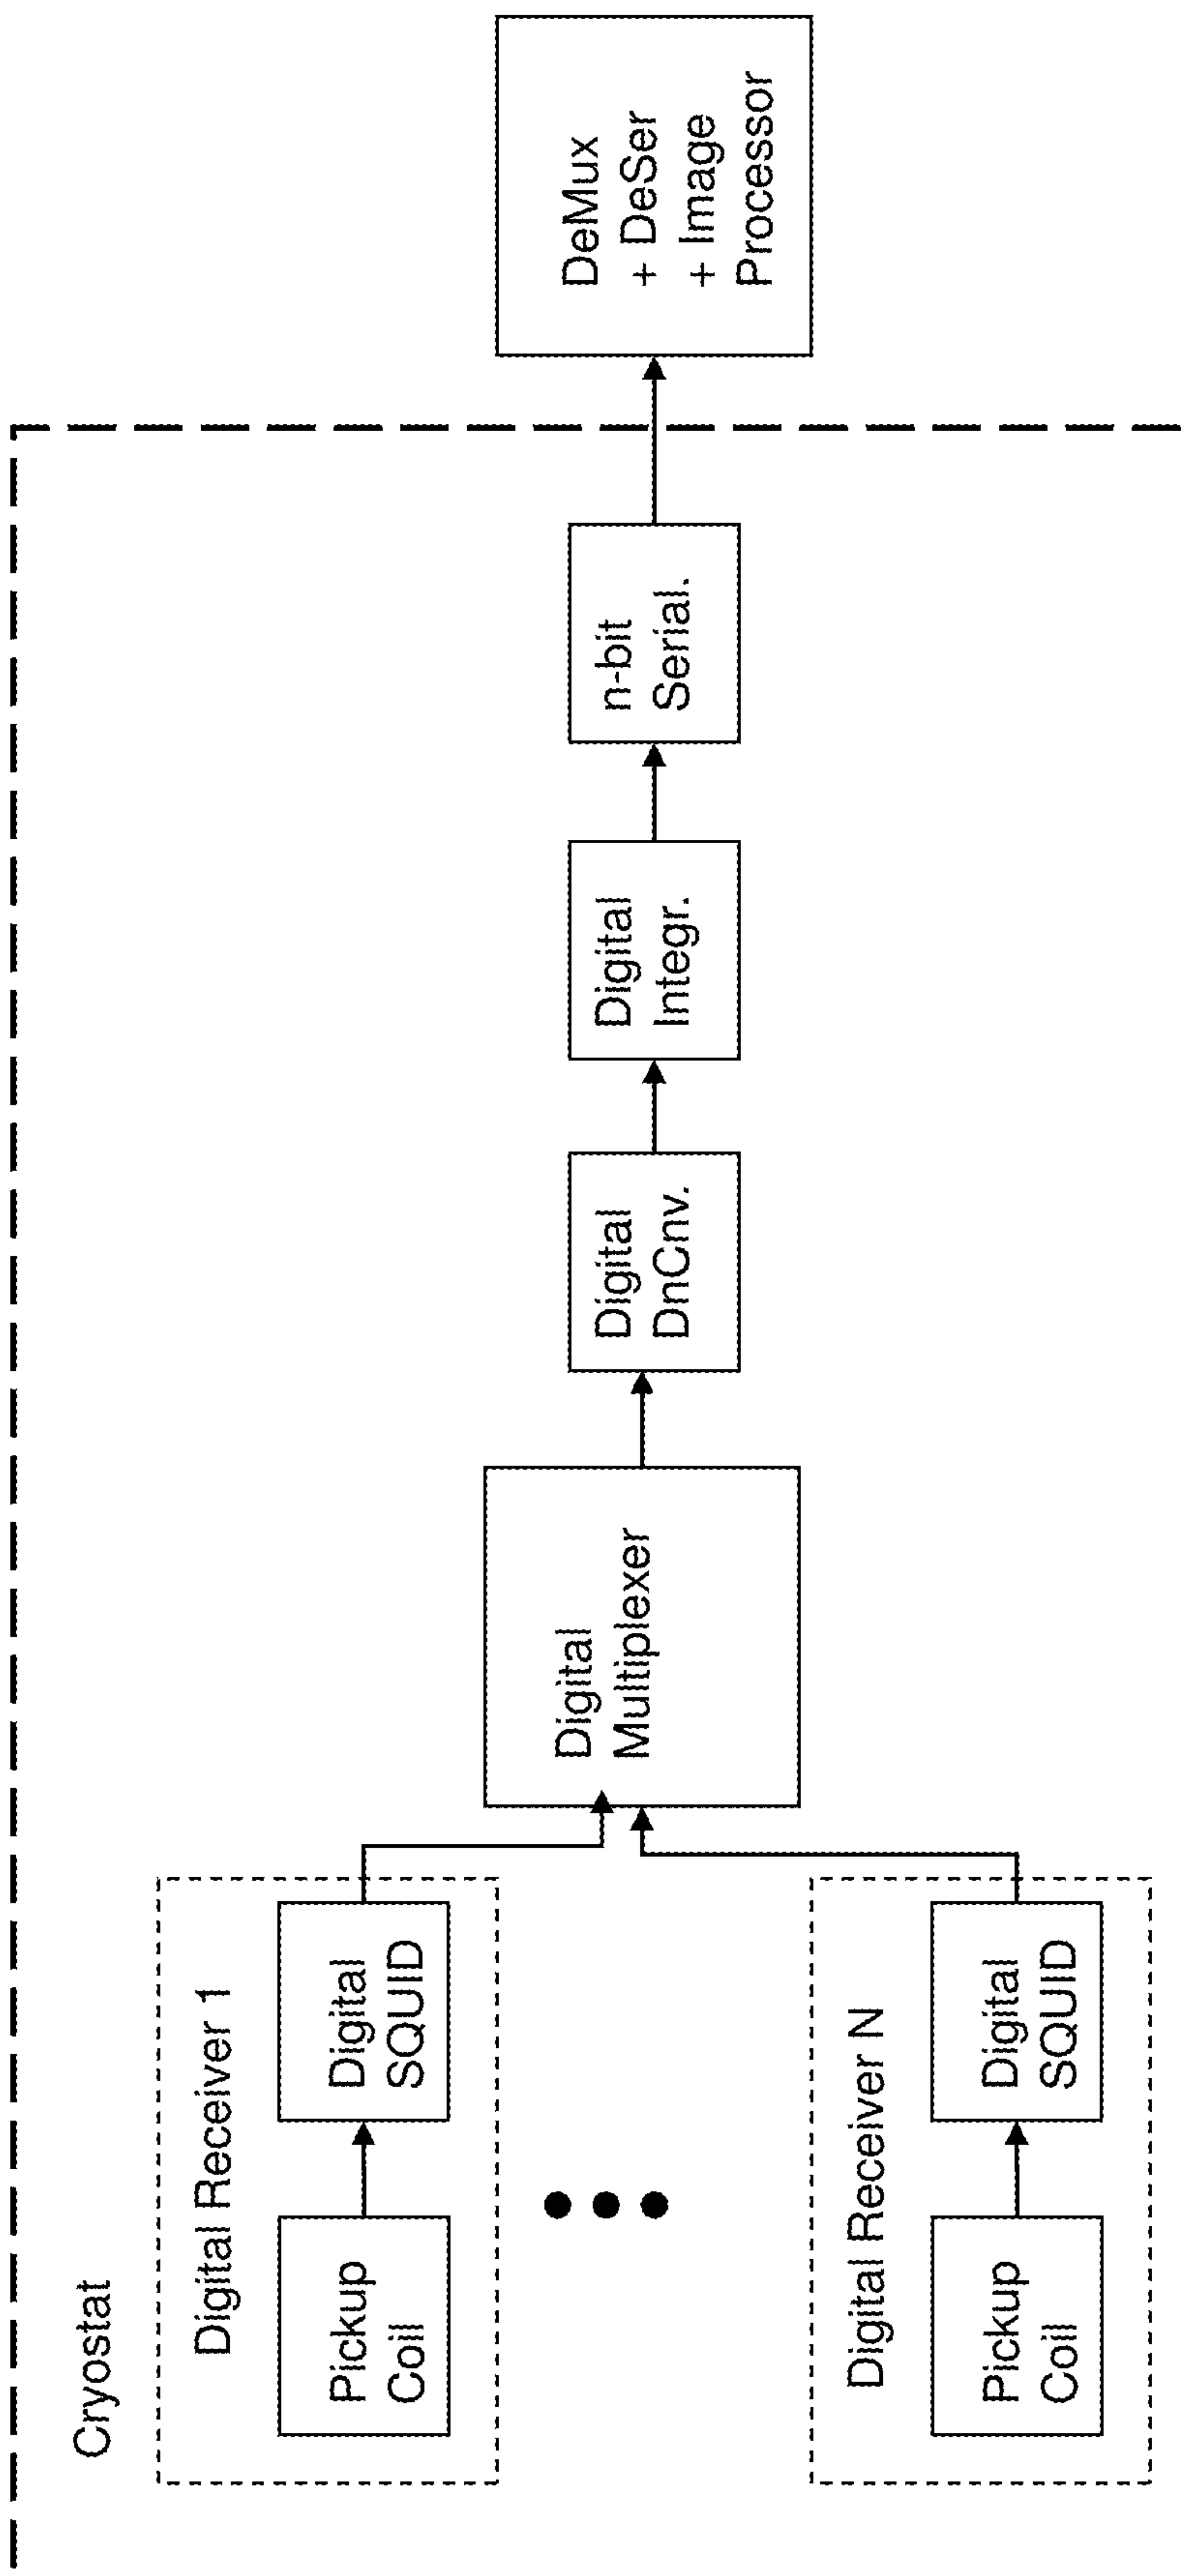 Cryostat
Digital Receiver 1
Pickup
Coil
Digital
SQUID
Digital Receiver N
Pickup
Coil
Digital
SQUID
Digital
Multiplexer
Digital
DnCnv.
Digital
Integr.
n-bit
Serial.
DeMux
+ DeSer
+ Image
Processor